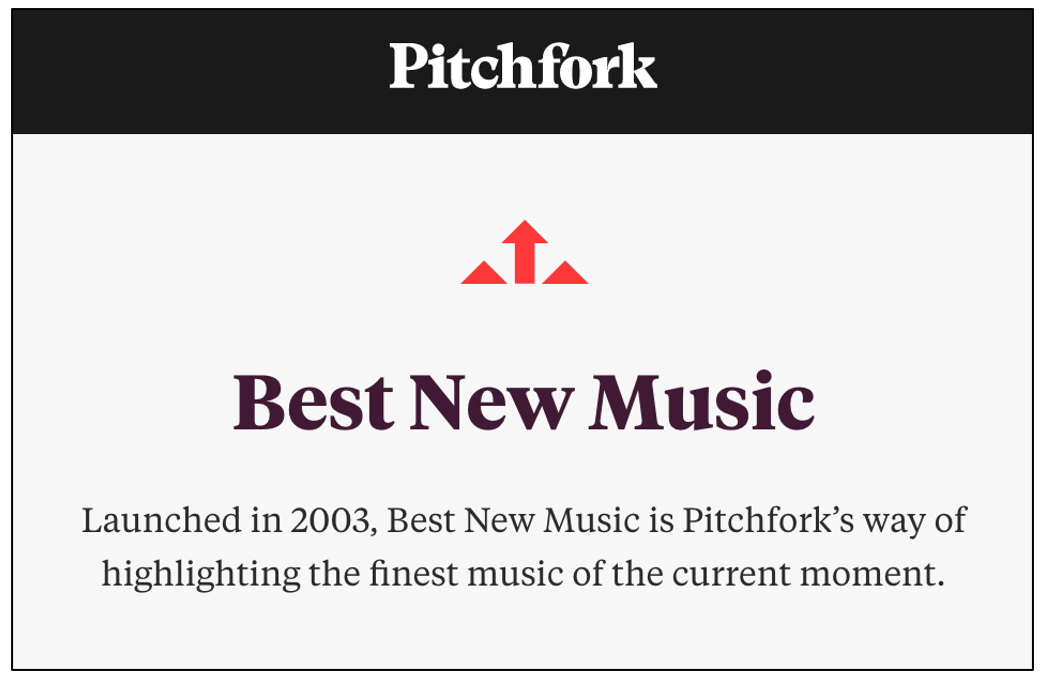 Pitchfork
Best New Music
Launched in 2003, Best New Music is Pitchfork’s way of
highlighting the finest music of the current moment.